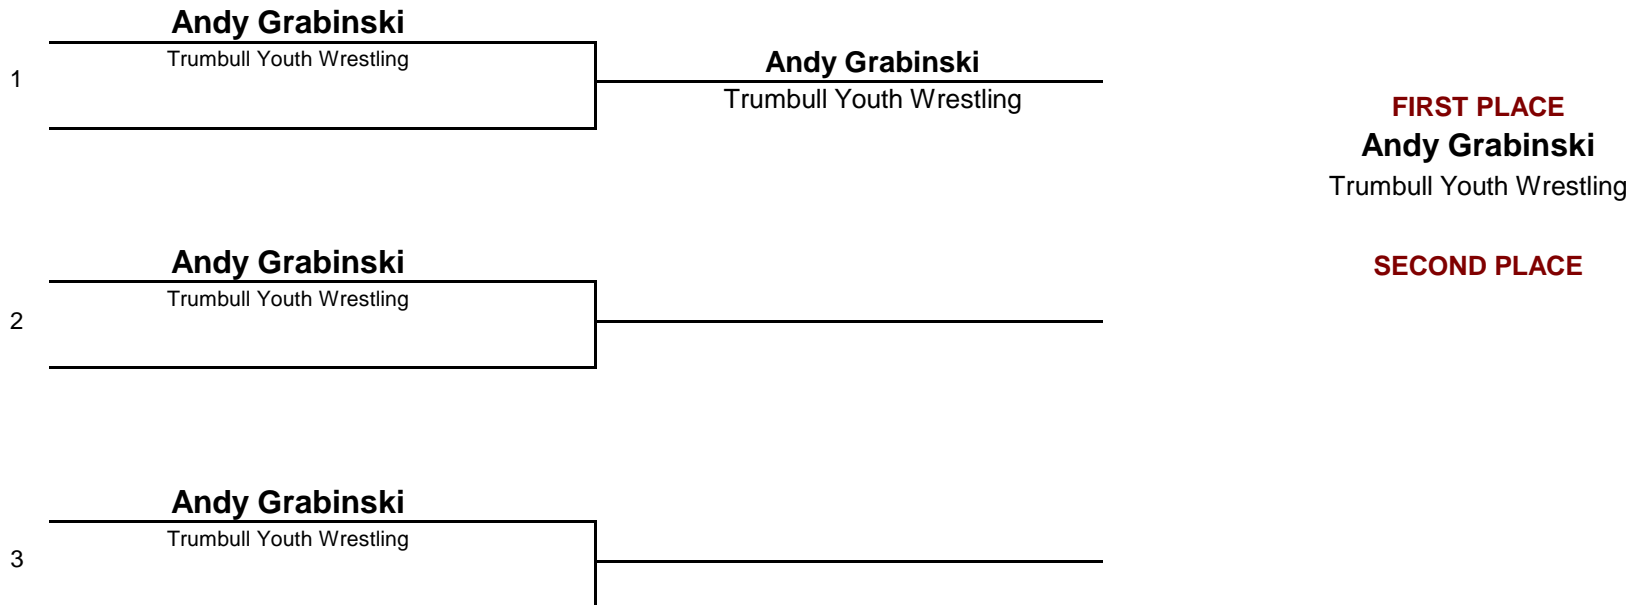 Andy Grabinski
Trumbull Youth Wrestling
1
Andy Grabinski
Trumbull Youth Wrestling
FIRST PLACE
Andy Grabinski
Trumbull Youth Wrestling
Andy Grabinski
Trumbull Youth Wrestling
2
SECOND PLACE
Andy Grabinski
Trumbull Youth Wrestling
3